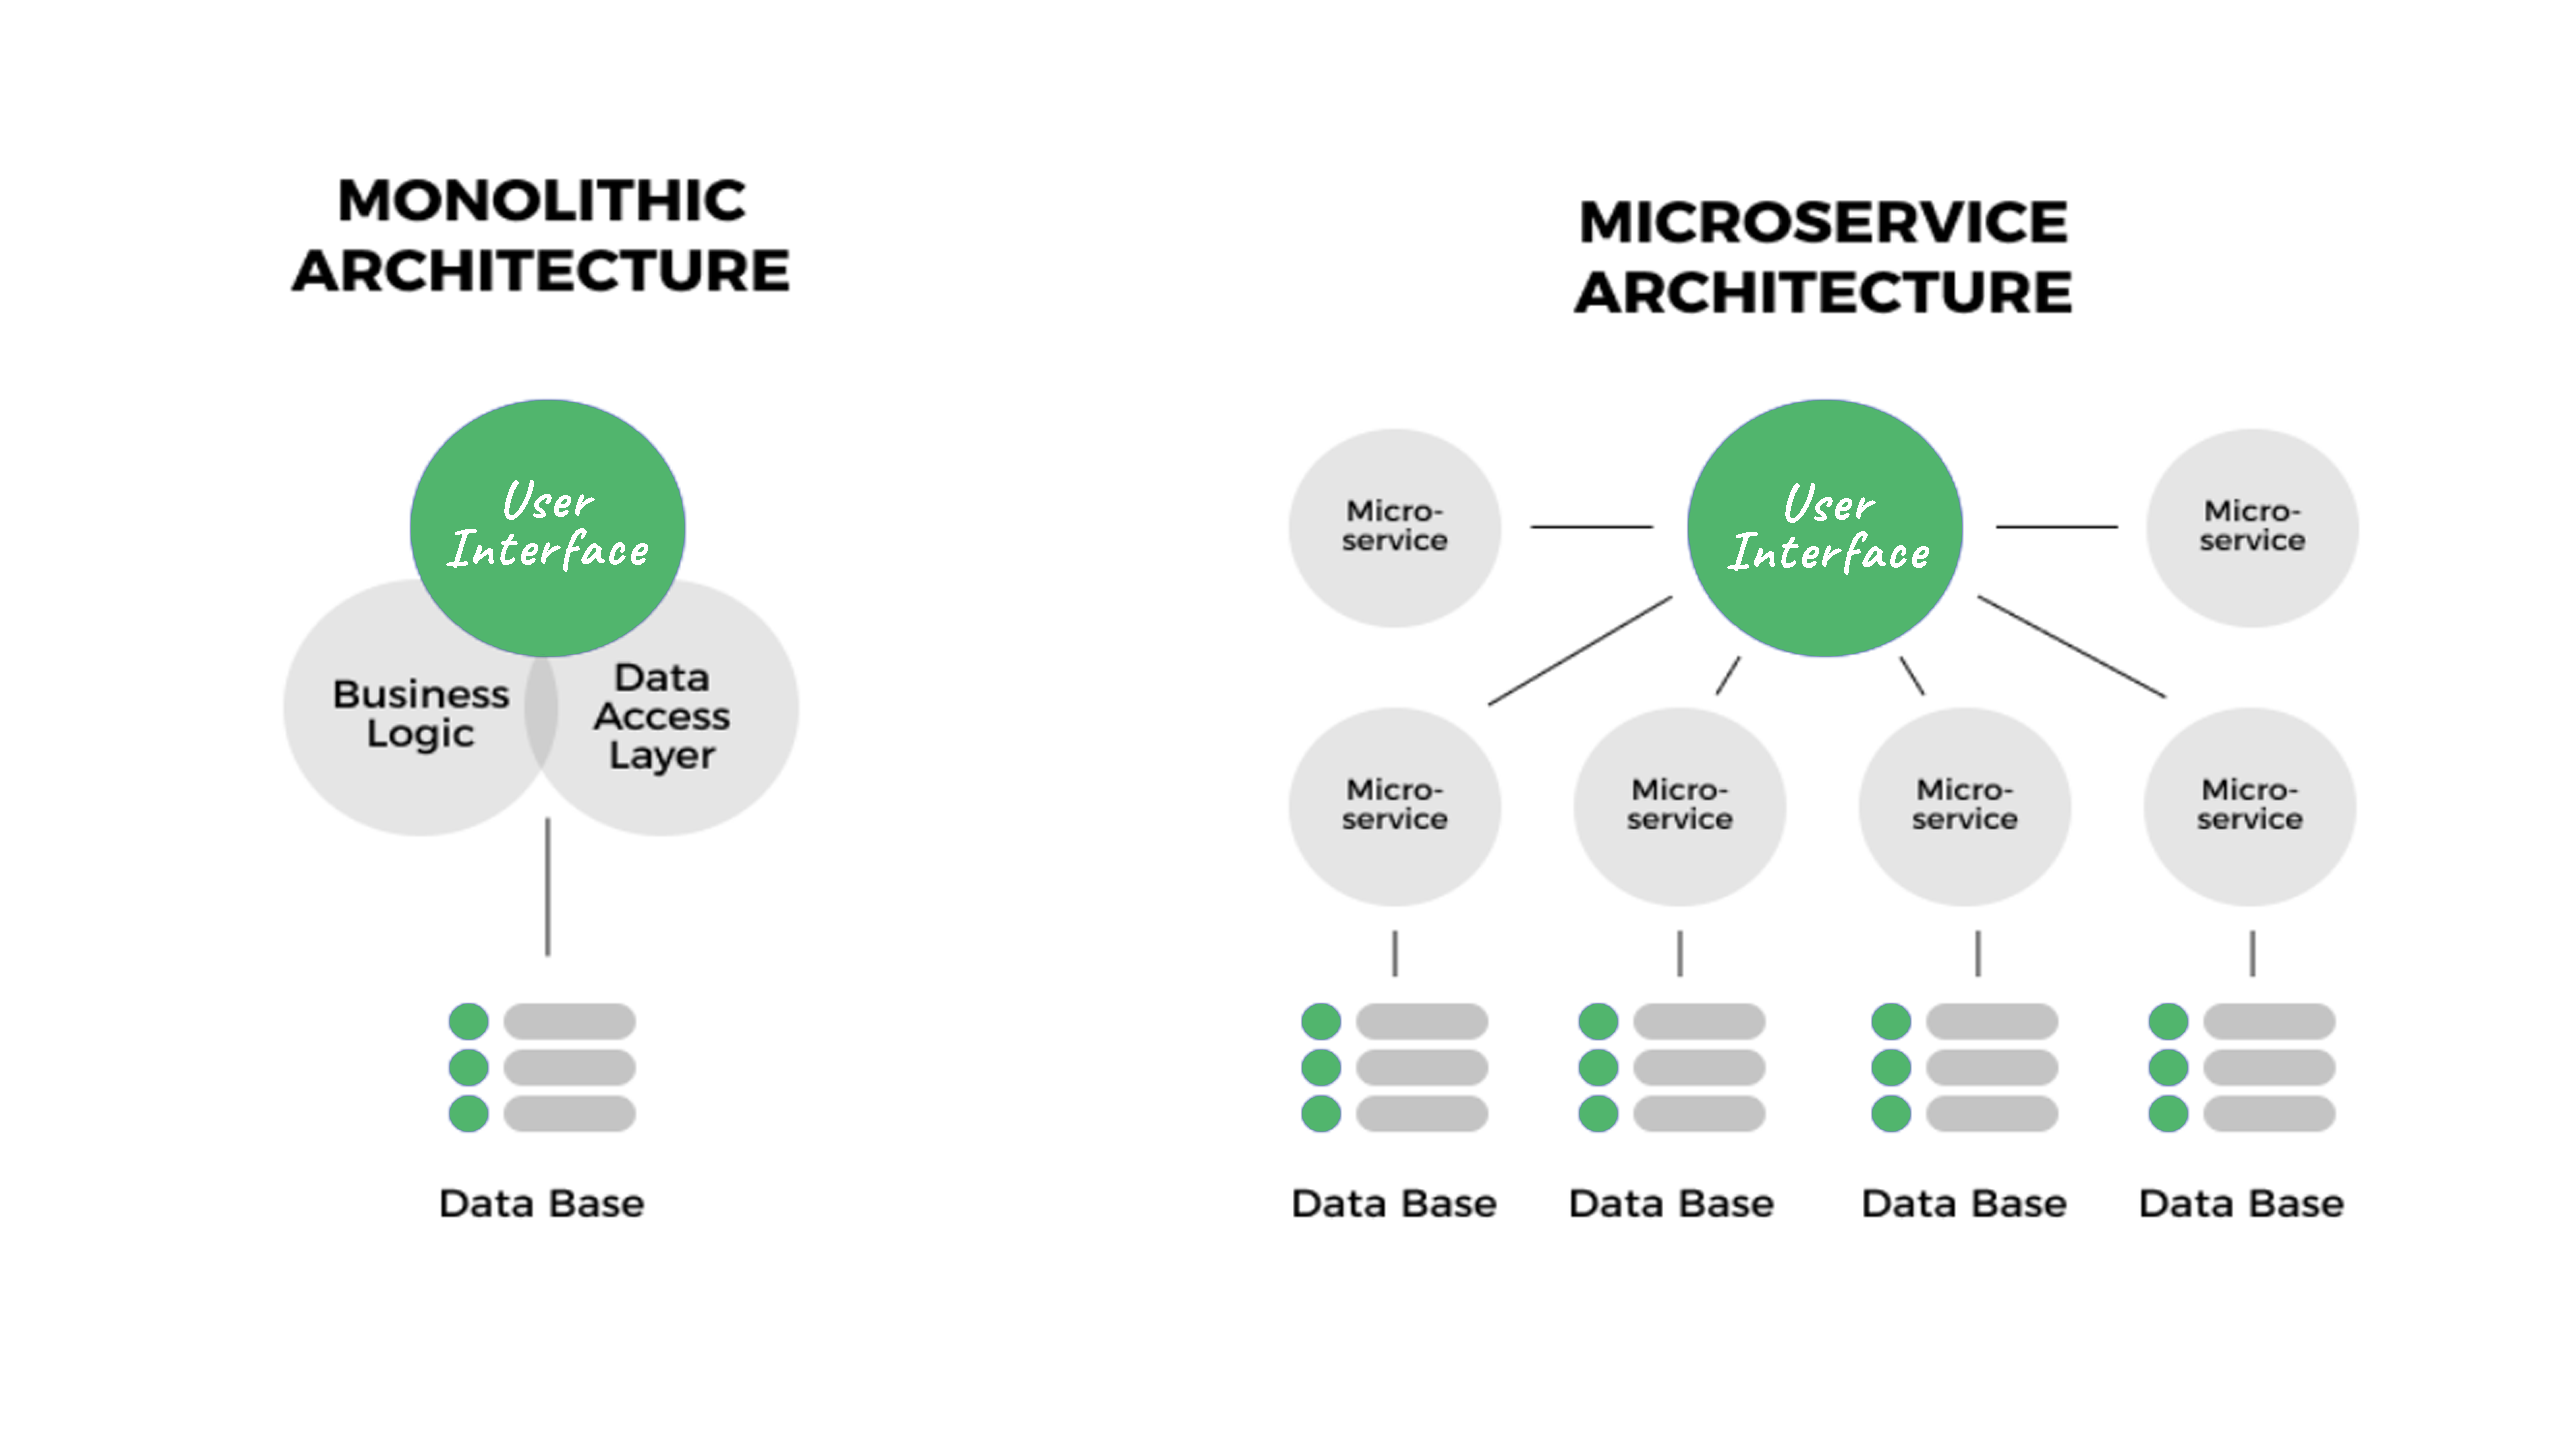 MONOLITHIC
ARCHITECTURE
User
Interface
Business
Logic
Data
Access
Layer
Data Base
MICROSERVICE
ARCHITECTURE
Micro-
service
User
Interface
Micro-
service
Micro-
service
Micro-
service
Micro-
service
Micro-
service
Data Base
Data Base
Data Base
Data Base